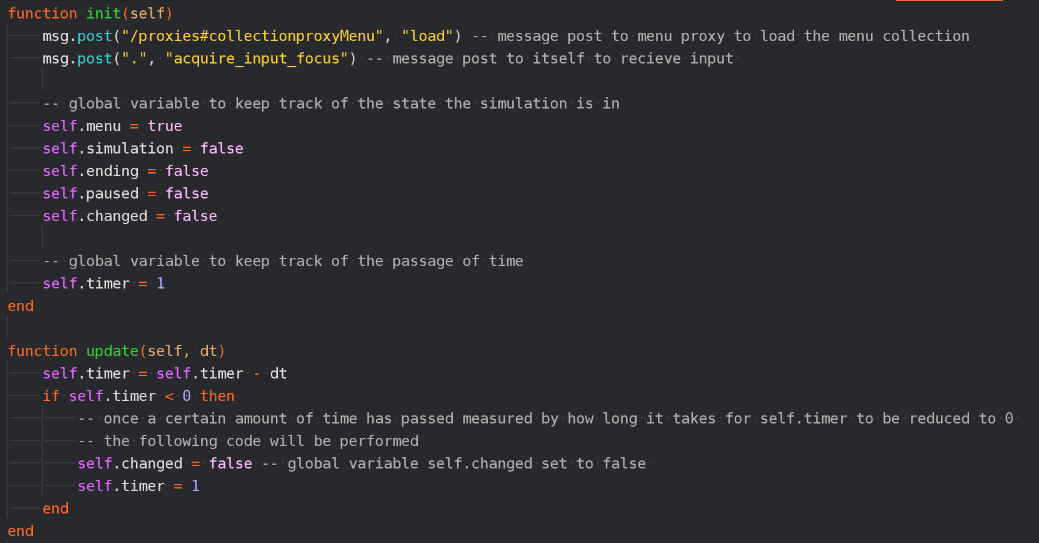 function init(self)
msg.post("/proxies#collectionproxyMenu", "load") -- message post to menu proxy to load the menu collection
msg.post(".", "acquire_input_focus") -- message post to itself to recieve input
-- global variable to keep track of the state the simulation is in
self.menu = true
self.simulation = false
self.ending = false
self.paused = false
self.changed = false
-- global variable to keep track of the passage of time
self.timer = 1
end
function update(self, dt)
self.timer = self.timer - dt
if self.timer < 0 then
-- once a certain amount of time has passed measured by how long it takes for self.timer to be reduced to 0
-- the following code will be performed
self.changed = false -- global variable self.changed set to false
self.timer = 1
end
end